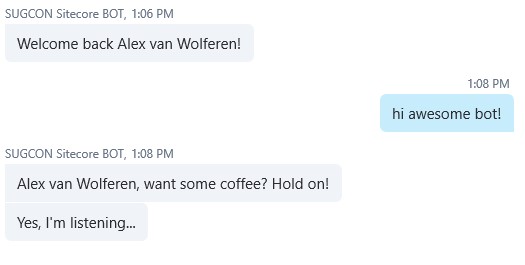 SUGCON Sitecore BOT, 1:06 PM
Welcome back Alex van Wolferen!
1:08 PM
hi awesome bot!
SUGCON Sitecore BOT, 1:08 PM
Alex van Wolferen, want some coffee? Hold on!
Yes, I'm listening...